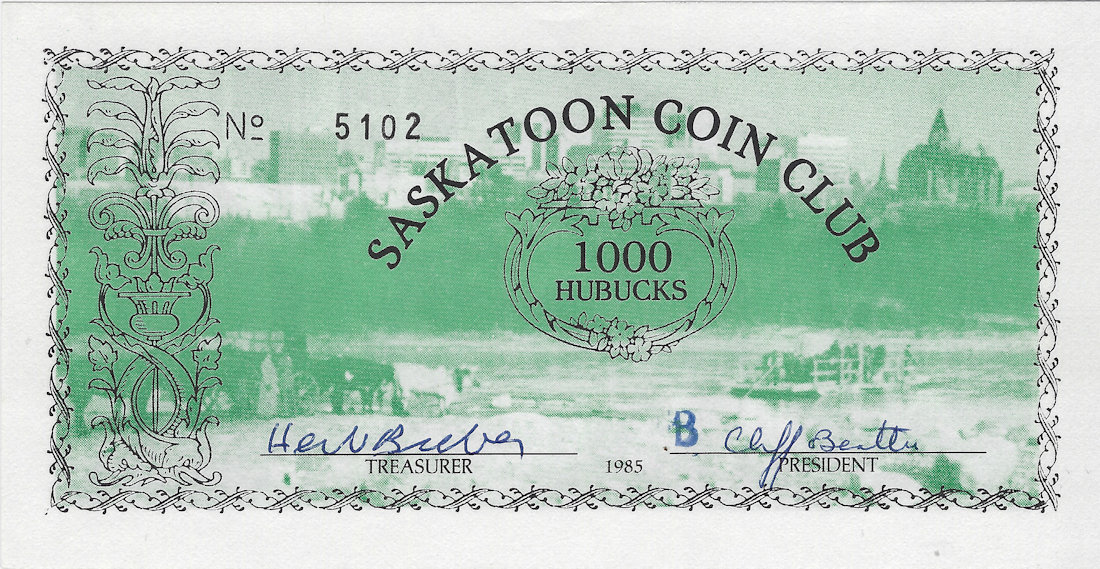 No 5102
SASKATOON COIN CLUB
1000
HUBUCKS
B
TREASURER 1985 PRESIDENT